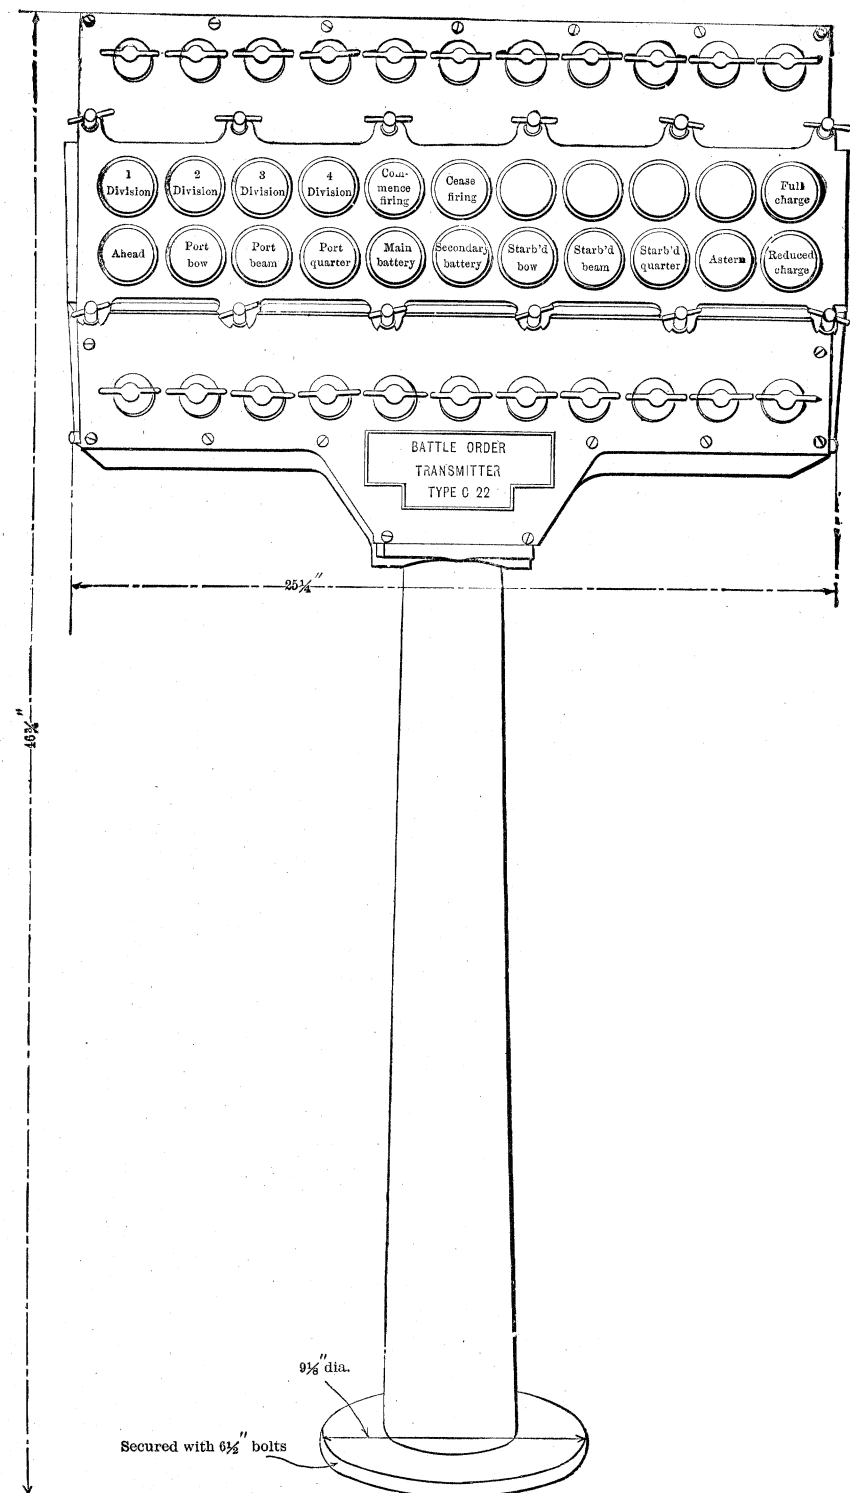 1
Division
2
Division
3
Division
4
Division
Com-
mence
firing
Cease
firing
Full
charge
Ahead
Port
bow
Port
beam
Port
quarter
Main
battery
Secondary
battery
Starb'd
bow
Starb'd
beam
Starb'd
quarter
Astern
Reduced
charge
BATTLE ORDER
TRANSMITTER
TYPE C 22
25¼"
46¾"
9⅛" dia.
Secured with 6½" bolts